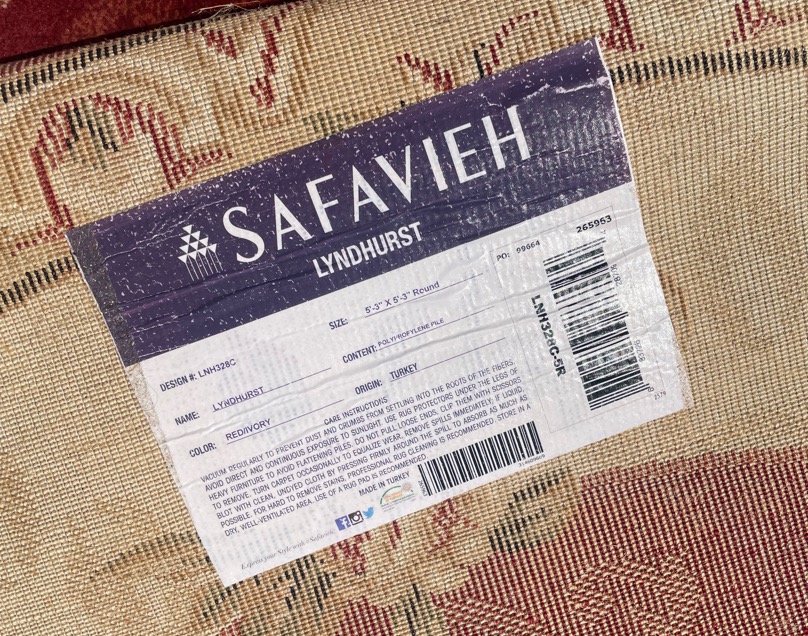 SAFAVIEH
LYNDHURST
PO: 99664 265963
DESIGN #: LNH328C
SIZE: 5'-3" X 5'-3" Round
NAME: LYNDHURST
CONTENT: POLYPROPYLENE PILE
COLOR: RED/IVORY
ORIGIN: TURKEY
LNH328C-5R
CARE INSTRUCTIONS
VACUUM REGULARLY TO PREVENT DUST AND CRUMBS FROM SETTLING INTO THE ROOTS OF THE FIBERS.
AVOID DIRECT AND CONTINUOUS EXPOSURE TO SUNLIGHT. USE RUG PROTECTORS UNDER THE LEGS OF
HEAVY FURNITURE TO AVOID FLATTENING PILES. DO NOT PULL LOOSE ENDS, CLIP THEM WITH SCISSORS
TO REMOVE. TURN CARPET OCCASIONALLY TO EQUALIZE WEAR. REMOVE SPILLS IMMEDIATELY; IF LIQUID,
BLOT WITH CLEAN, UNDYED CLOTH BY PRESSING FIRMLY AROUND THE SPILL TO ABSORB AS MUCH AS
POSSIBLE. FOR HARD TO REMOVE STAINS, PROFESSIONAL RUG CLEANING IS RECOMMENDED. STORE IN A
DRY, WELL-VENTILATED AREA. USE OF A RUG PAD IS RECOMMENDED
MADE IN TURKEY
Express your Style with #Safavieh